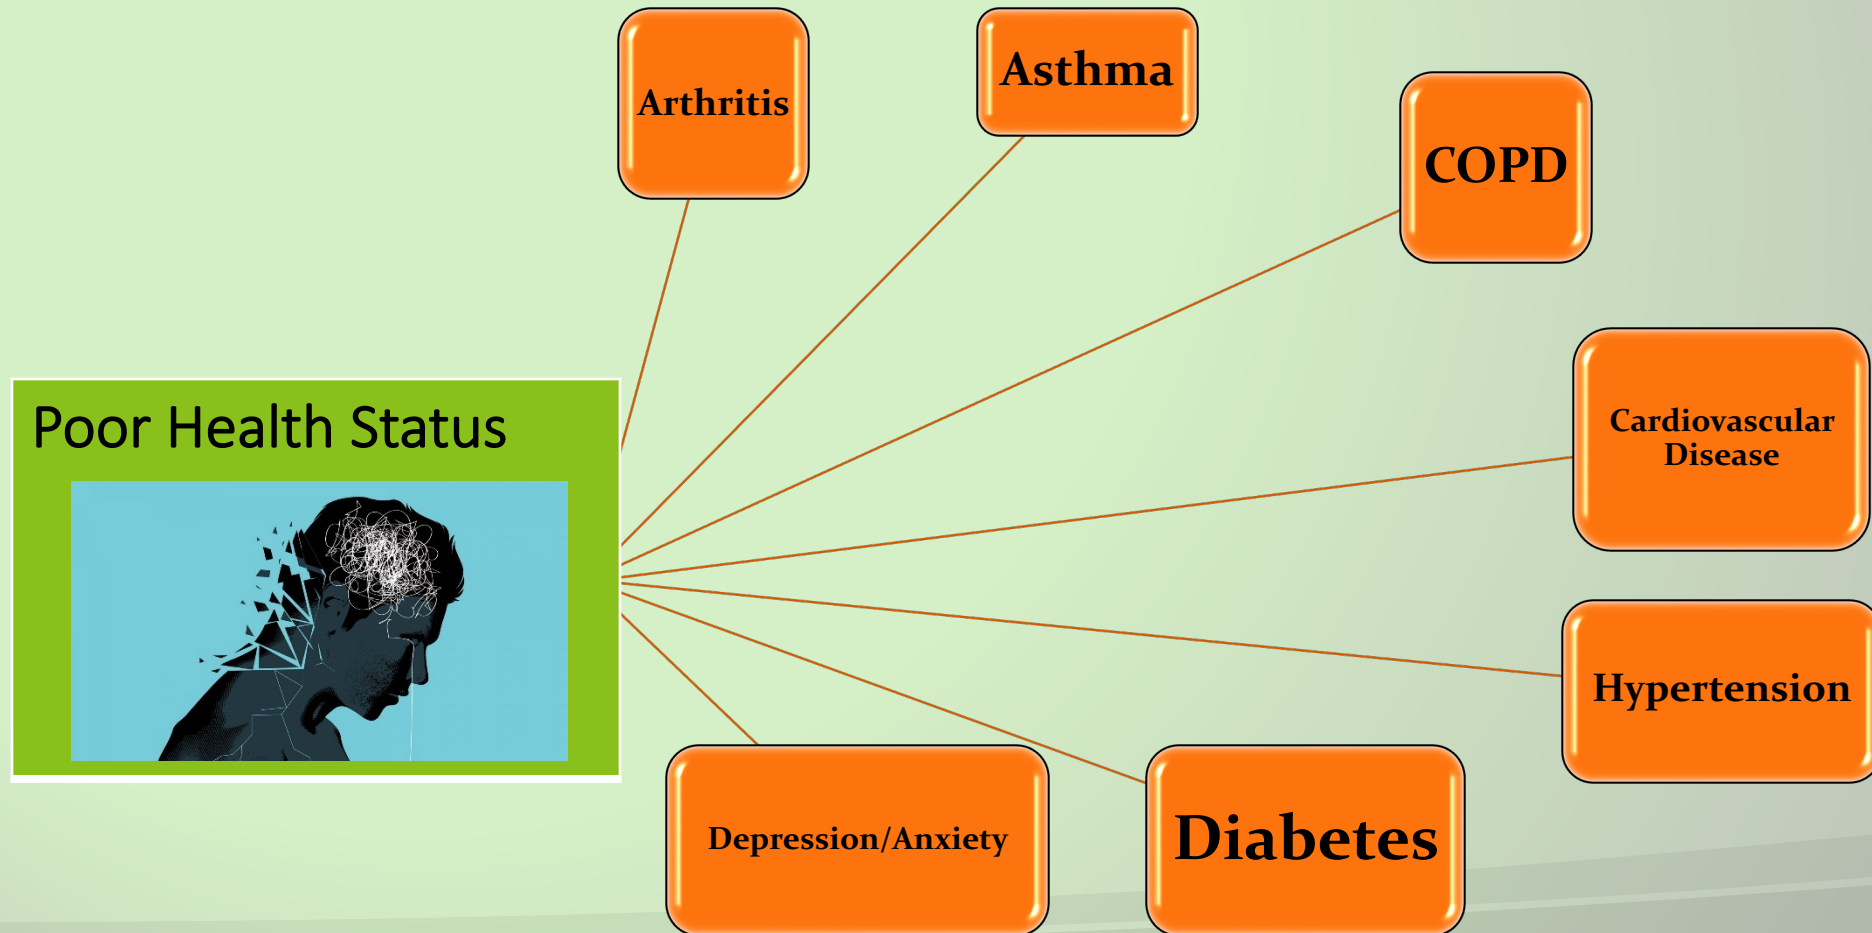 Arthritis
Asthma
COPD
Cardiovascular
Disease
Poor Health Status
Hypertension
Depression/Anxiety
Diabetes